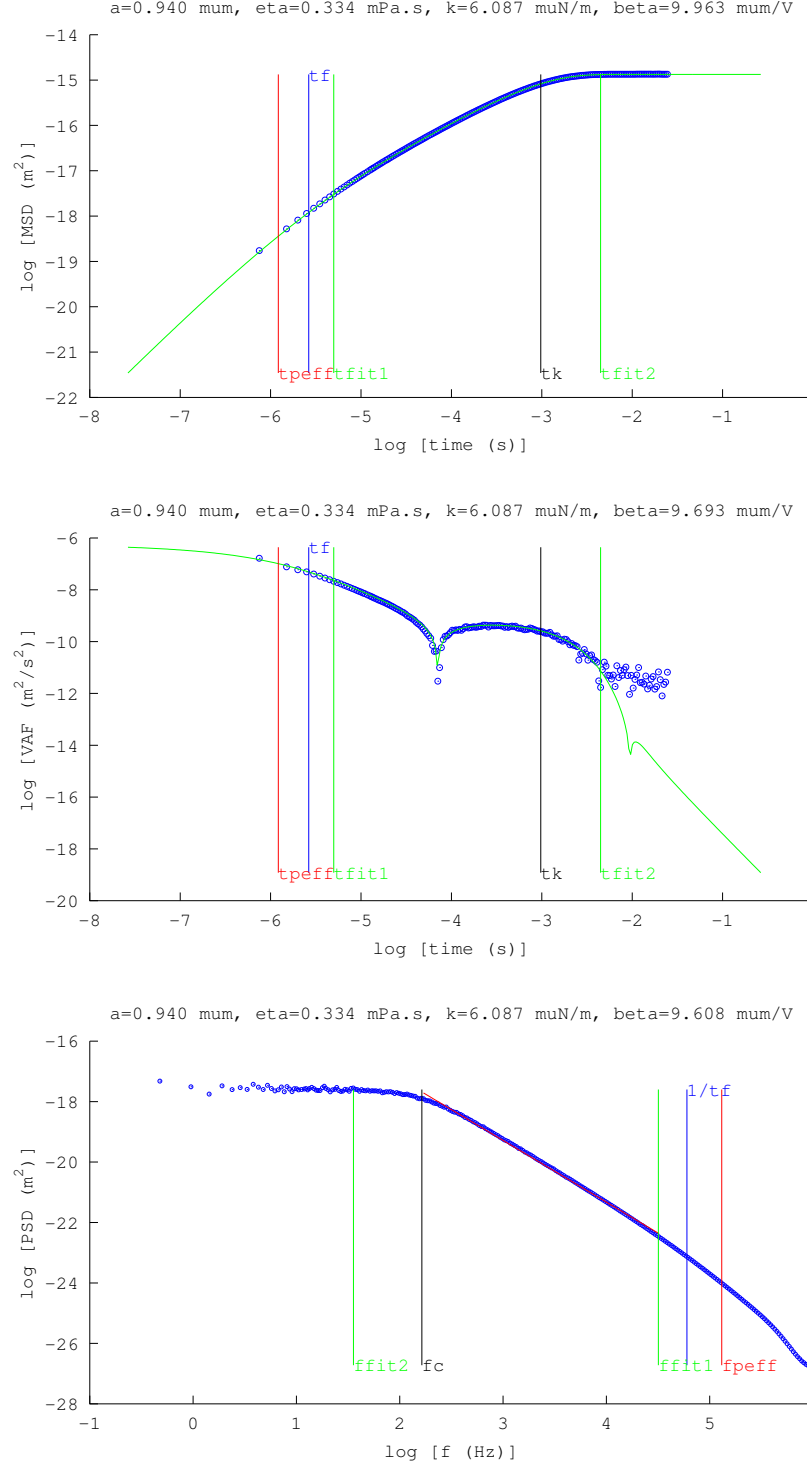 a=0.940 mum, eta=0.334 mPa.s, k=6.087 muN/m, beta=9.963 mum/V
-14
-15
-16
-17
-18
-19
-20
-21
-22
log [MSD (m²)]
tf
tpeff
tfit1
tk
tfit2
-8 -7 -6 -5 -4 -3 -2 -1
log [time (s)]
a=0.940 mum, eta=0.334 mPa.s, k=6.087 muN/m, beta=9.693 mum/V
-6
-8
-10
-12
-14
-16
-18
-20
log [VAF (m²/s²)]
tf
tpeff
tfit1
tk
tfit2
-8 -7 -6 -5 -4 -3 -2 -1
log [time (s)]
a=0.940 mum, eta=0.334 mPa.s, k=6.087 muN/m, beta=9.608 mum/V
-16
-18
-20
-22
-24
-26
-28
log [PSD (m²)]
1/tf
ffit2
fc
ffit1
fpeff
-1 0 1 2 3 4 5
log [f (Hz)]